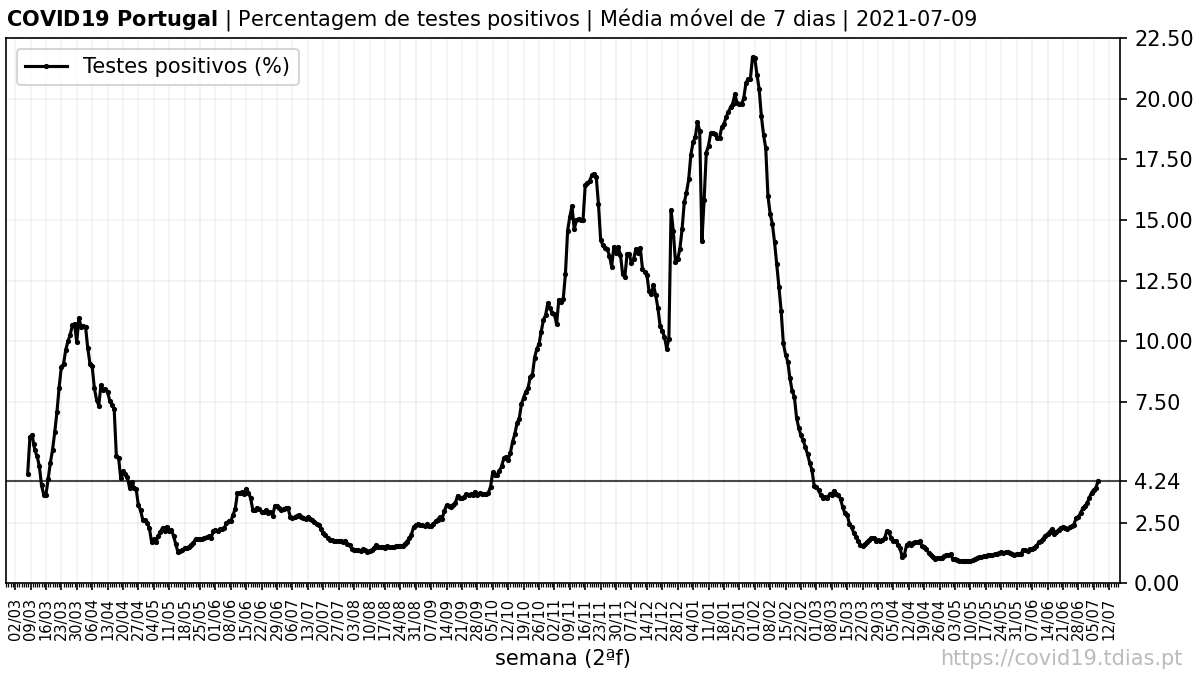 COVID19 Portugal | Percentagem de testes positivos | Média móvel de 7 dias | 2021-07-09
Testes positivos (%)
22.50
20.00
17.50
15.00
12.50
10.00
7.50
4.24
2.50
0.00
02/03 09/03 16/03 23/03 30/03 06/04 13/04 20/04 27/04 04/05 11/05 18/05 25/05 01/06 08/06 15/06 22/06 29/06 06/07 13/07 20/07 27/07 03/08 10/08 17/08 24/08 31/08 07/09 14/09 21/09 28/09 05/10 12/10 19/10 26/10 02/11 09/11 16/11 23/11 30/11 07/12 14/12 21/12 28/12 04/01 11/01 18/01 25/01 01/02 08/02 15/02 22/02 01/03 08/03 15/03 22/03 29/03 05/04 12/04 19/04 26/04 03/05 10/05 17/05 24/05 31/05 07/06 14/06 21/06 28/06 05/07 12/07
semana (2ªf)
https://covid19.tdias.pt